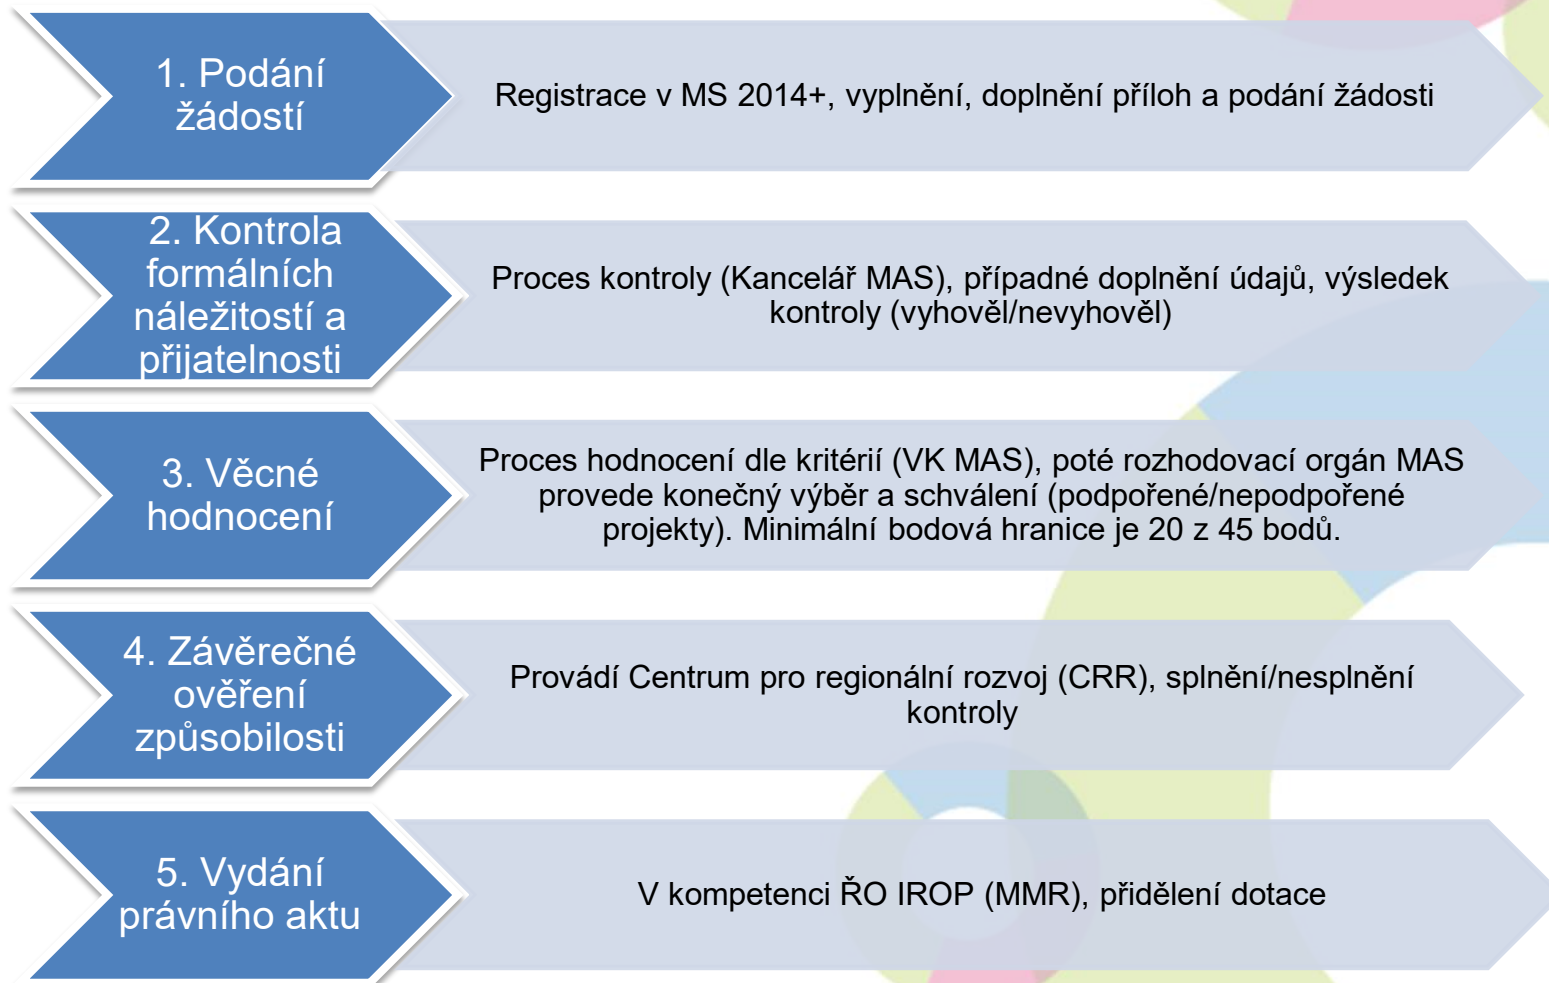 1. Podání
žádostí
Registrace v MS 2014+, vyplnění, doplnění příloh a podání žádosti
2. Kontrola
formálních
náležitostí a
přijatelnosti
Proces kontroly (Kancelář MAS), případné doplnění údajů, výsledek
kontroly (vyhověl/nevyhověl)
3. Věcné
hodnocení
Proces hodnocení dle kritérií (VK MAS), poté rozhodovací orgán MAS
provede konečný výběr a schválení (podpořené/nepodpořené
projekty). Minimální bodová hranice je 20 z 45 bodů.
4. Závěrečné
ověření
způsobilosti
Provádí Centrum pro regionální rozvoj (CRR), splnění/nesplnění
kontroly
5. Vydání
právního aktu
V kompetenci ŘO IROP (MMR), přidělení dotace